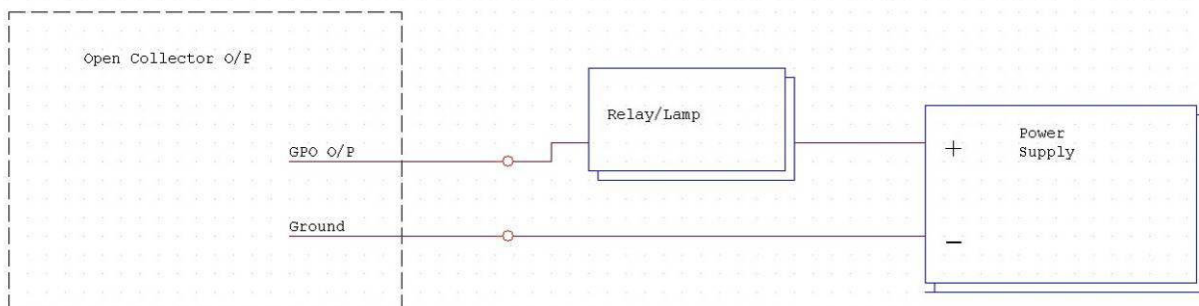 Open Collector O/P
Relay/Lamp
Power
Supply
+
GPO O/P
Ground
−